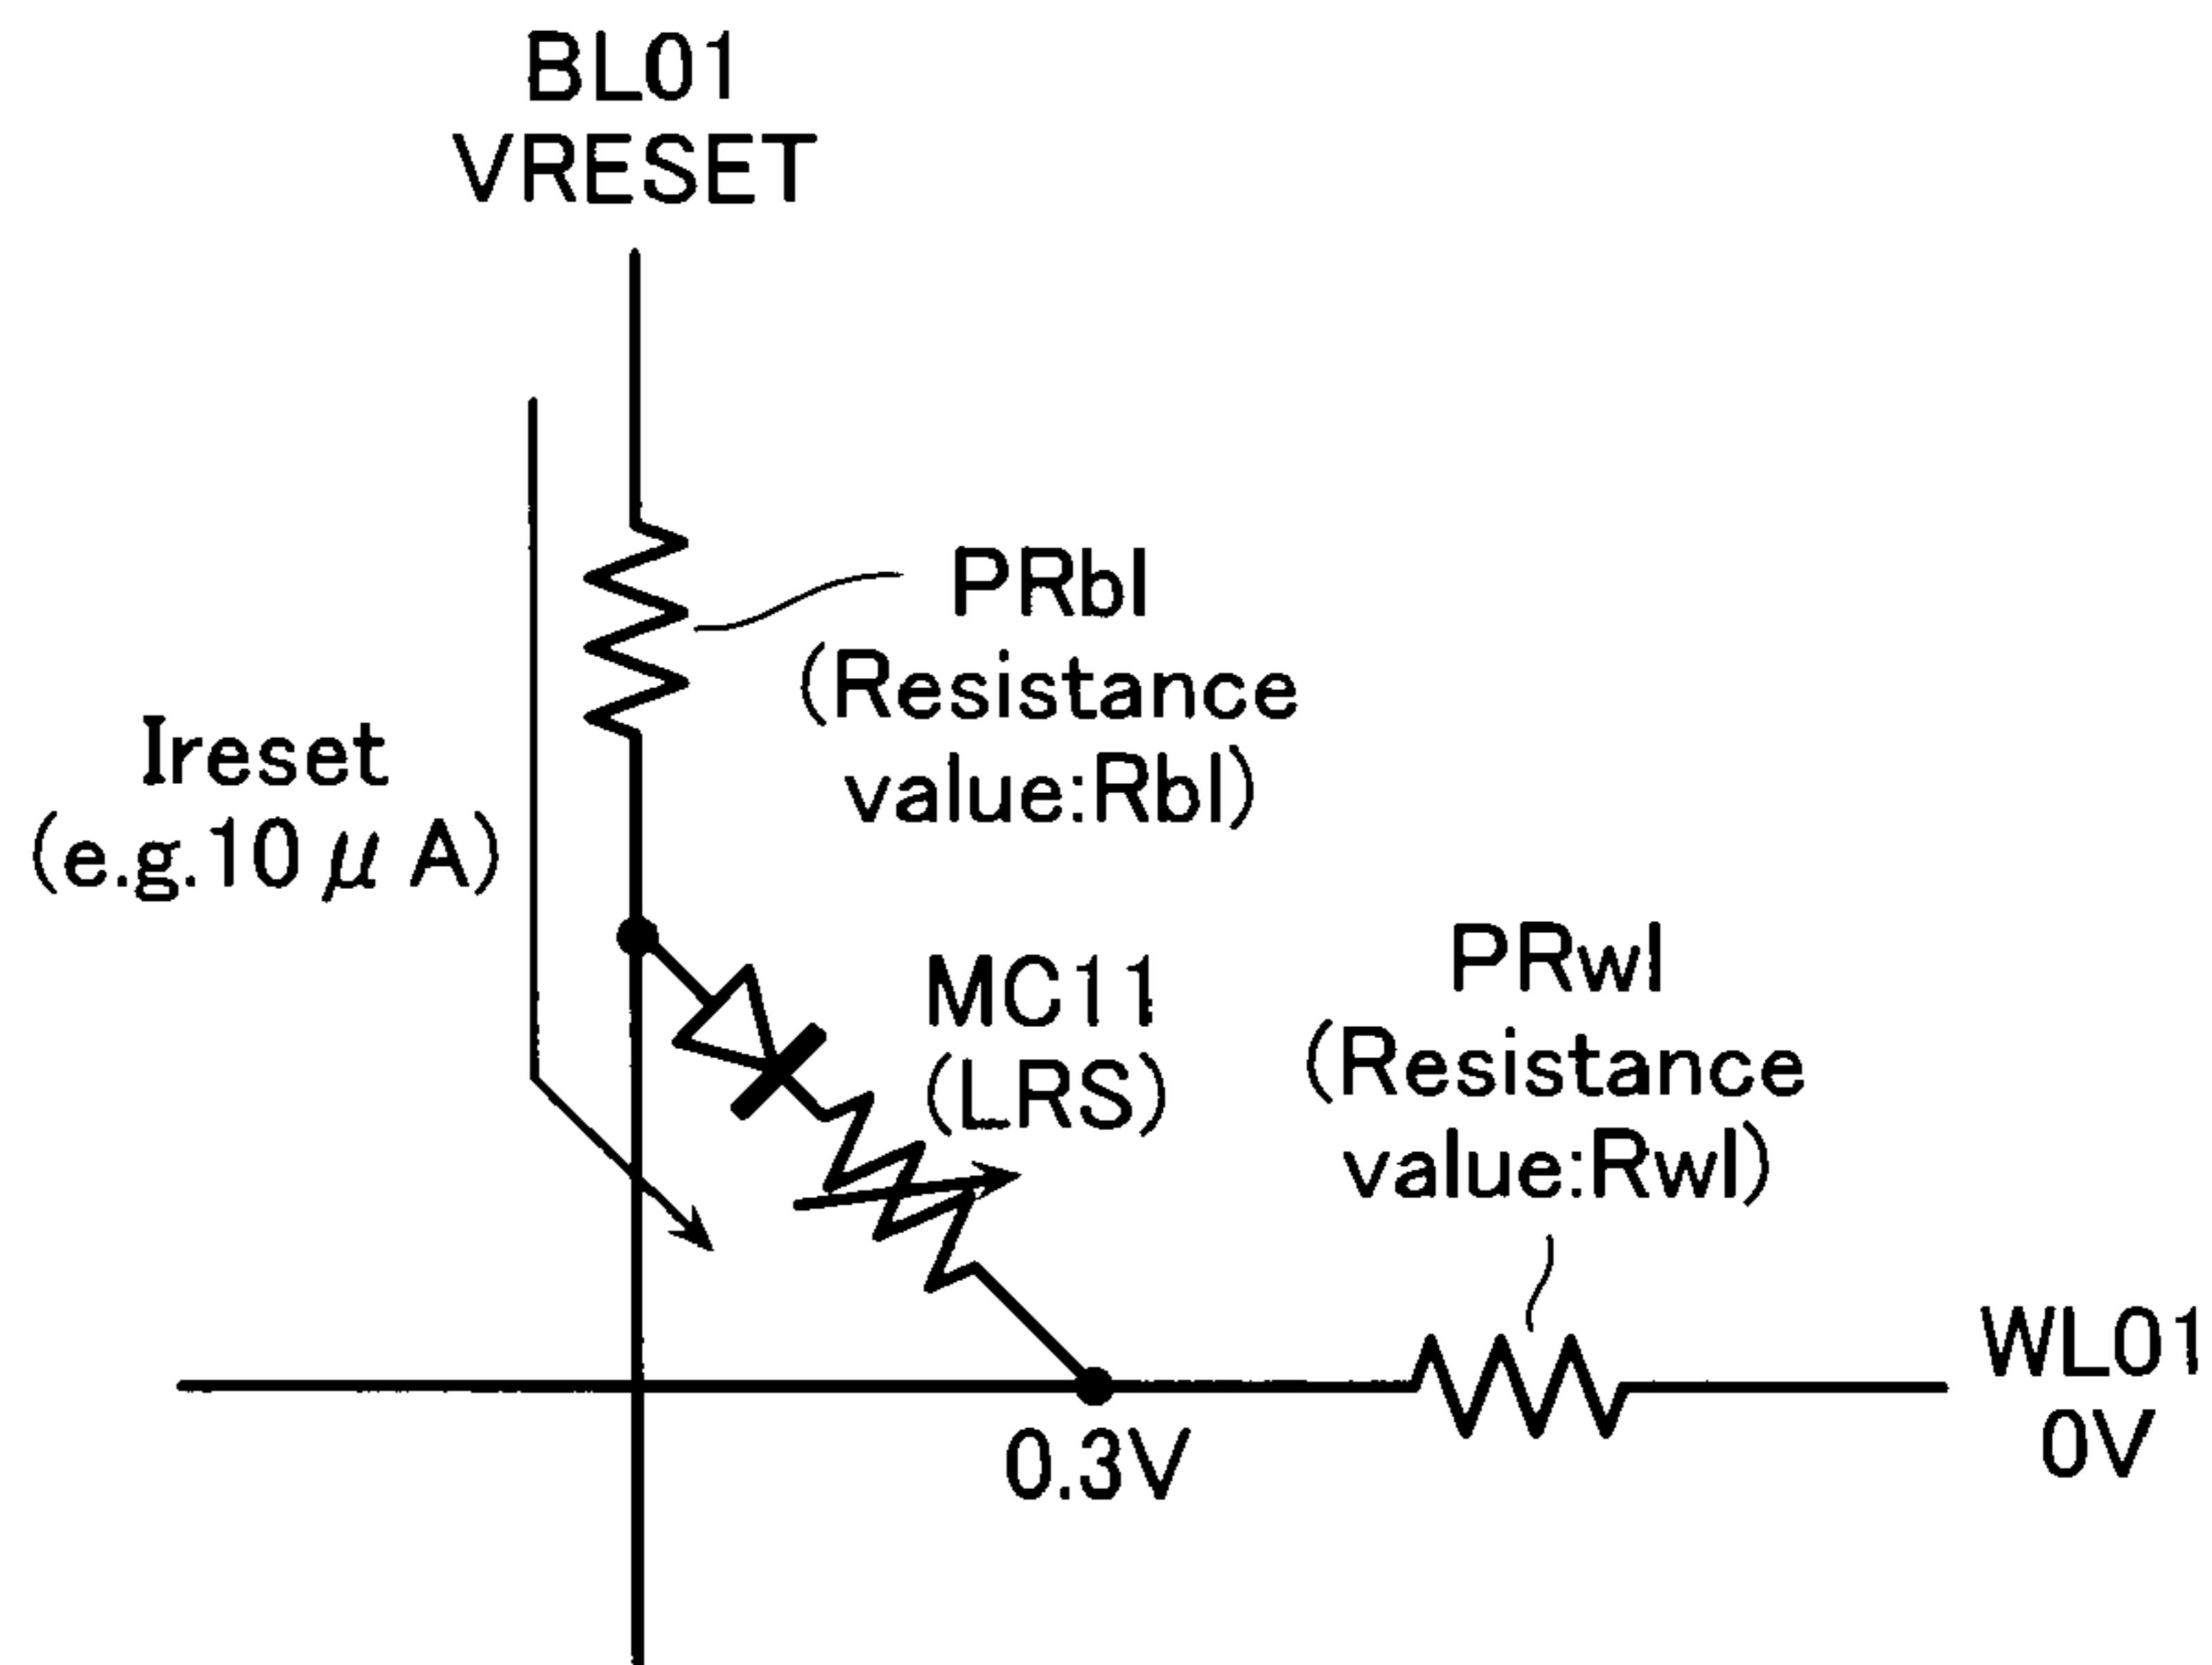 BL01
VRESET
PRbl
(Resistance
value:Rbl)
Ireset
(e.g.10 μ A)
MC11
(LRS)
PRwl
(Resistance
value:Rwl)
WL01
0V
0.3V